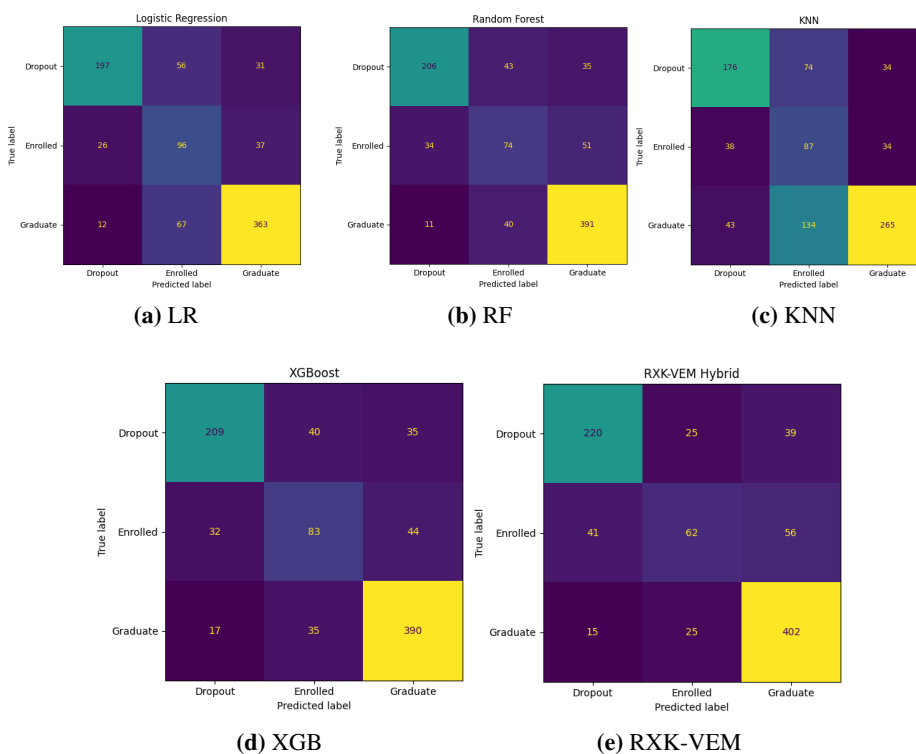 Logistic Regression
True label
Dropout 197 56 31
Enrolled 26 96 37
Graduate 12 67 363
Dropout Enrolled Graduate
Predicted label
(a) LR
Random Forest
True label
Dropout 206 43 35
Enrolled 34 74 51
Graduate 11 40 391
Dropout Enrolled Graduate
Predicted label
(b) RF
KNN
True label
Dropout 176 74 34
Enrolled 38 87 34
Graduate 43 134 265
Dropout Enrolled Graduate
Predicted label
(c) KNN
XGBoost
True label
Dropout 209 40 35
Enrolled 32 83 44
Graduate 17 35 390
Dropout Enrolled Graduate
Predicted label
(d) XGB
RXK-VEM Hybrid
True label
Dropout 220 25 39
Enrolled 41 62 56
Graduate 15 25 402
Dropout Enrolled Graduate
Predicted label
(e) RXK-VEM